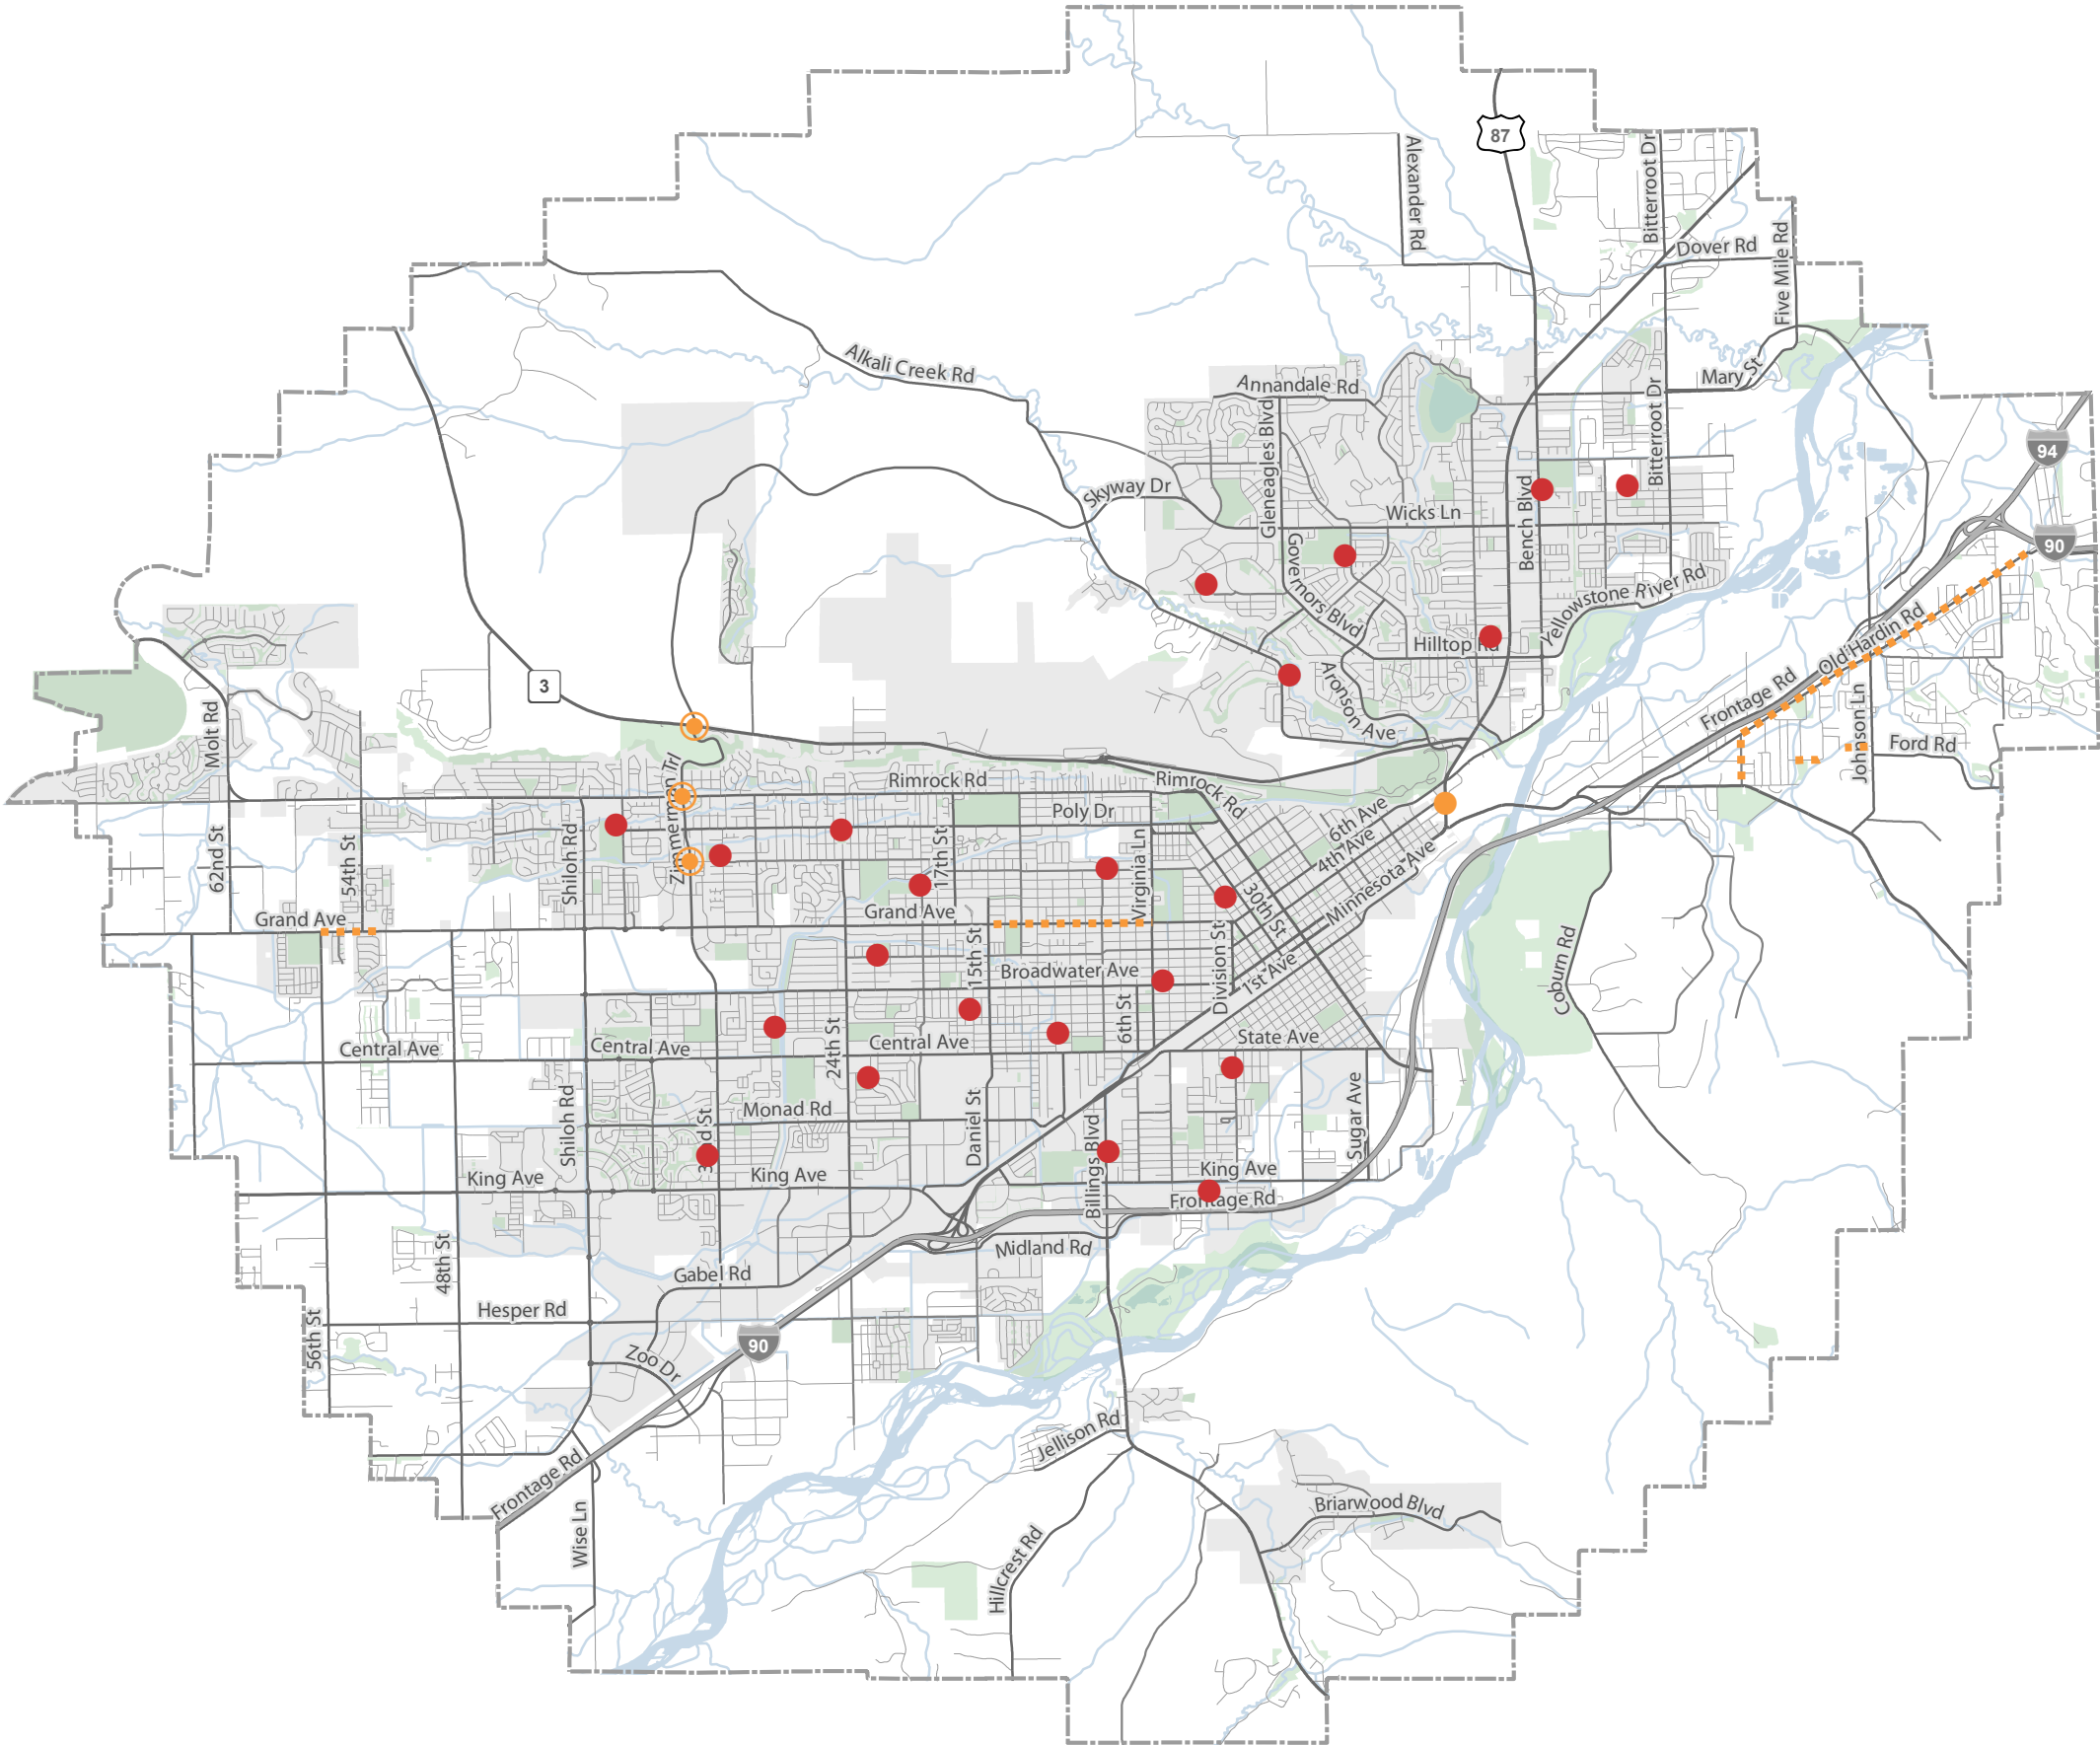 87
Alexander Rd
Bitterroot Dr
Dover Rd
Five Mile Rd
Alkali Creek Rd
Annandale Rd
Mary St
Gleneagles Blvd
Bitterroot Dr
94
Skyway Dr
Wicks Ln
Bench Blvd
90
Governors Blvd
Yellowstone River Rd
Hilltop Rd
Old Hardin Rd
3
Aronson Ave
Frontage Rd
Johnson Ln
Molt Rd
Ford Rd
Zimmerman Trl
Rimrock Rd
Rimrock Rd
Poly Dr
6th Ave
4th Ave
Minnesota Ave
62nd St
54th St
Shiloh Rd
17th St
Virginia Ln
Grand Ave
Grand Ave
30th St
15th St
Broadwater Ave
Division St
1st Ave
Coburn Rd
6th St
Central Ave
Central Ave
24th St
Central Ave
State Ave
Shiloh Rd
Monad Rd
Daniel St
Billings Blvd
Sugar Ave
King Ave
King Ave
King Ave
Frontage Rd
48th St
Midland Rd
Gabel Rd
Hesper Rd
56th St
90
Zoo Dr
Jellison Rd
Frontage Rd
Wise Ln
Briarwood Blvd
Hillcrest Rd